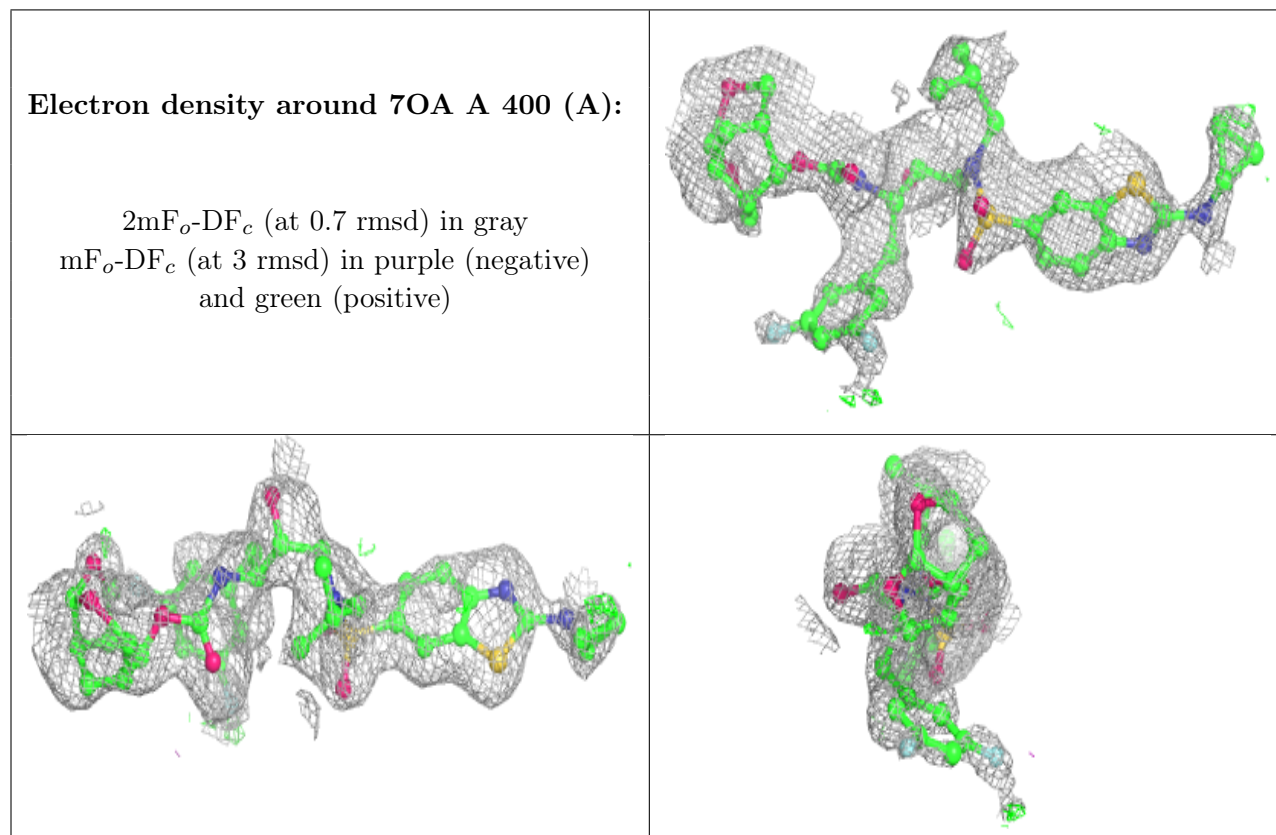 Electron density around 7OA A 400 (A):
2mFo-DFc (at 0.7 rmsd) in gray
mFo-DFc (at 3 rmsd) in purple (negative)
and green (positive)